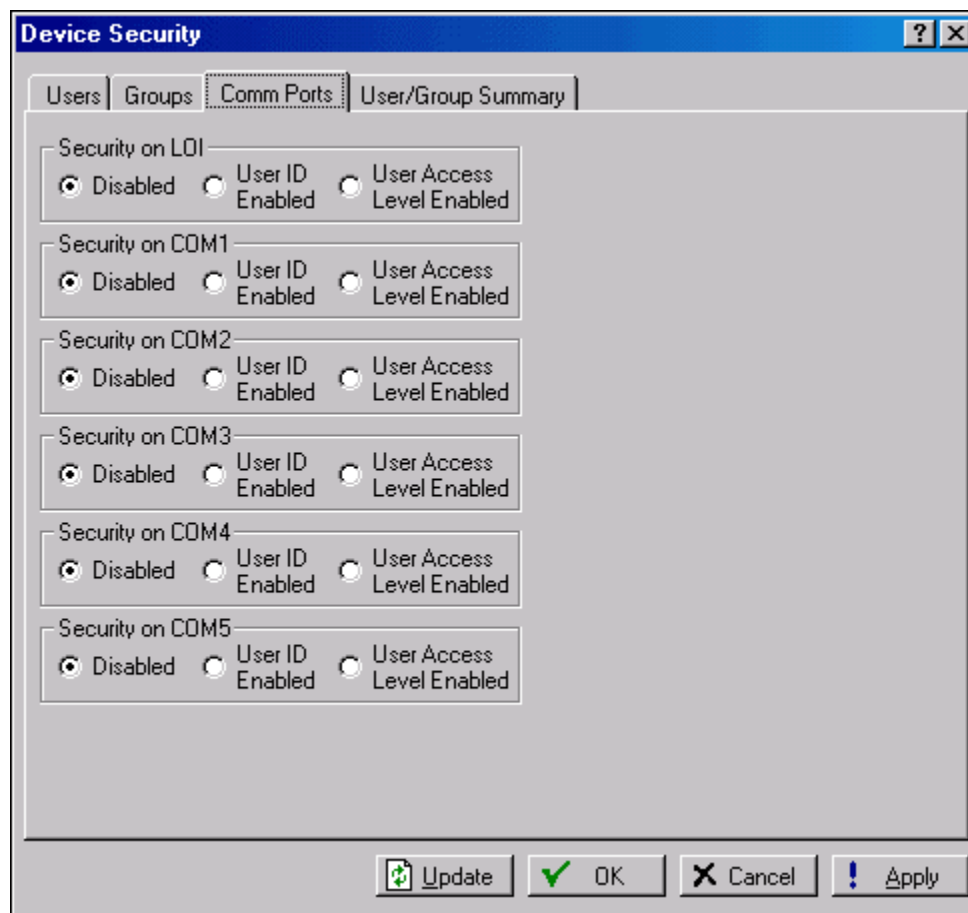 Device Security
Users Groups Comm Ports User/Group Summary
Security on LOI
Disabled User ID Enabled User Access Level Enabled
Security on COM1
Disabled User ID Enabled User Access Level Enabled
Security on COM2
Disabled User ID Enabled User Access Level Enabled
Security on COM3
Disabled User ID Enabled User Access Level Enabled
Security on COM4
Disabled User ID Enabled User Access Level Enabled
Security on COM5
Disabled User ID Enabled User Access Level Enabled
Update OK Cancel Apply